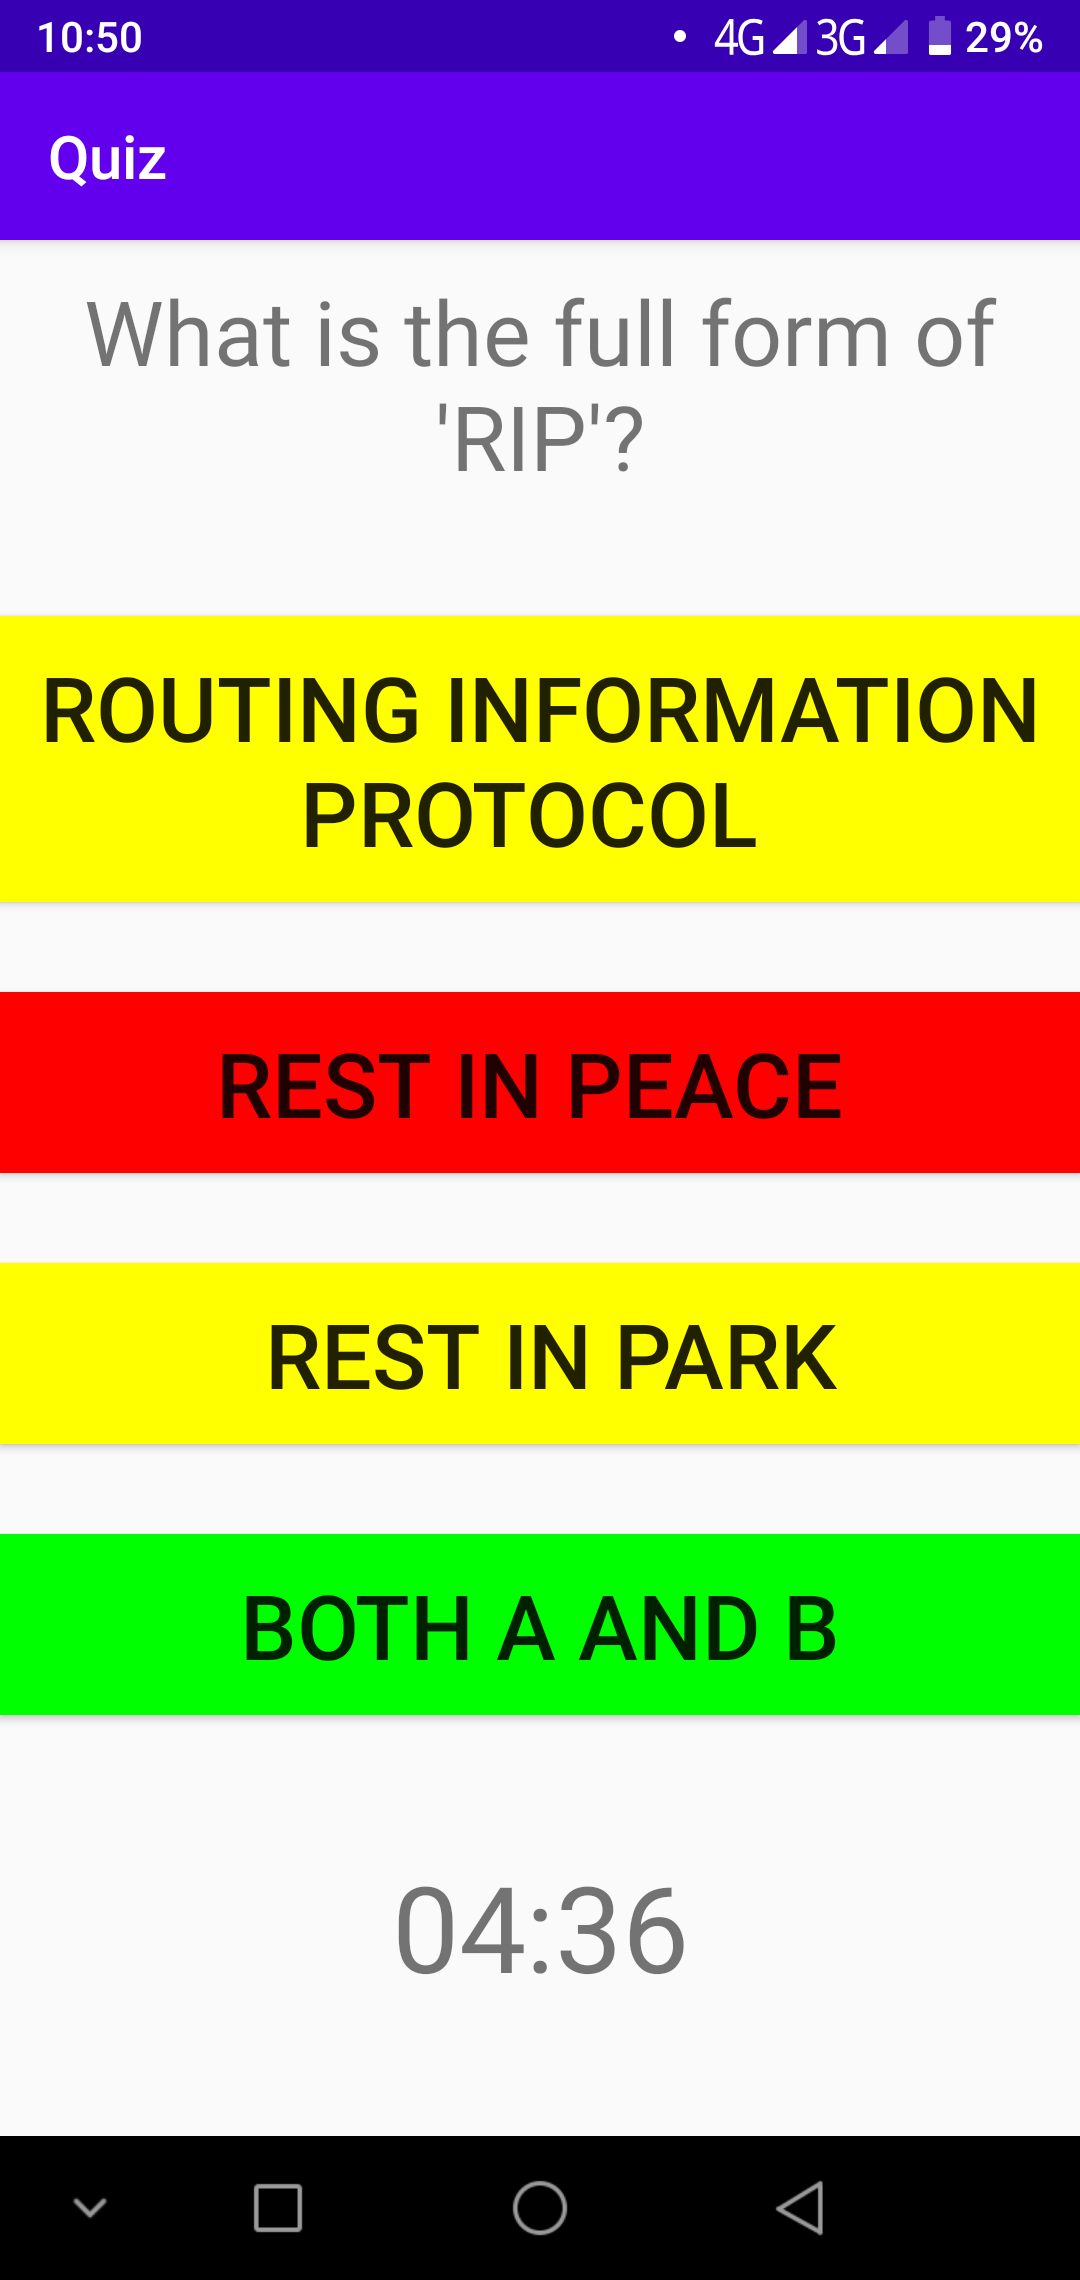 10:50 4G 3G 29%
Quiz
What is the full form of
'RIP'?
ROUTING INFORMATION
PROTOCOL
REST IN PEACE
REST IN PARK
BOTH A AND B
04:36